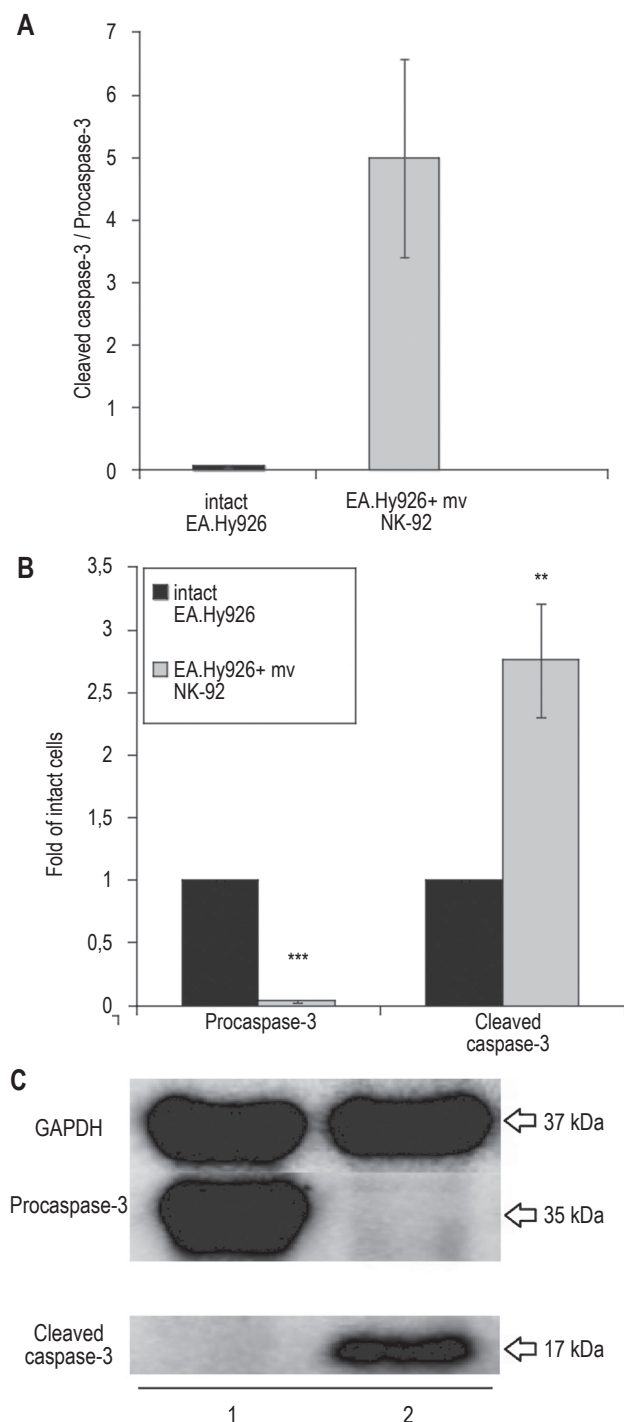 A
7
6
5
4
3
2
1
0
Cleaved caspase-3 / Procaspase-3
intact
EA.Hy926
EA.Hy926+ mv
NK-92
B
3,5
3
2,5
2
1,5
1
0,5
0
Fold of intact cells
intact
EA.Hy926
EA.Hy926+ mv
NK-92
***
**
Procaspase-3
Cleaved
caspase-3
C
GAPDH
37 kDa
Procaspase-3
35 kDa
Cleaved
caspase-3
17 kDa
1 2